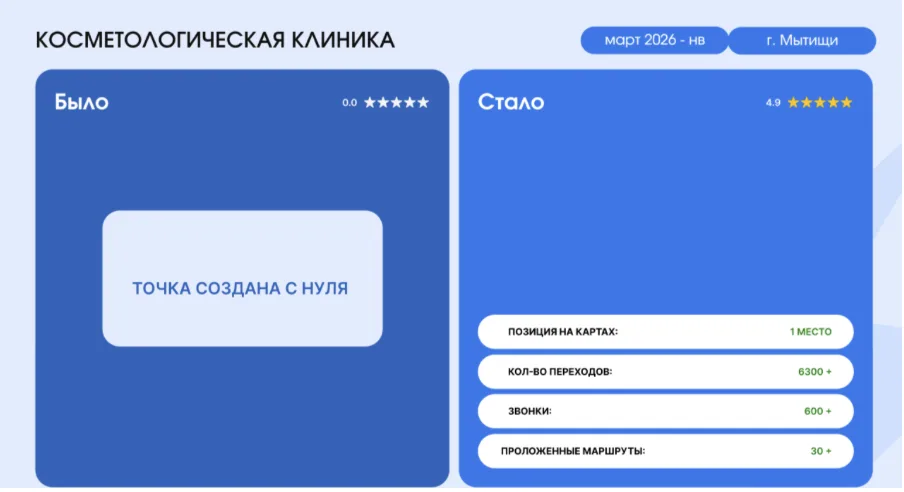 КОСМЕТОЛОГИЧЕСКАЯ КЛИНИКА
март 2026 - нв
г. Мытищи
Было
0.0
ТОЧКА СОЗДАНА С НУЛЯ
Стало
4.9
ПОЗИЦИЯ НА КАРТАХ: 1 МЕСТО
КОЛ-ВО ПЕРЕХОДОВ: 6300 +
ЗВОНКИ: 600 +
ПРОЛОЖЕННЫЕ МАРШРУТЫ: 30 +